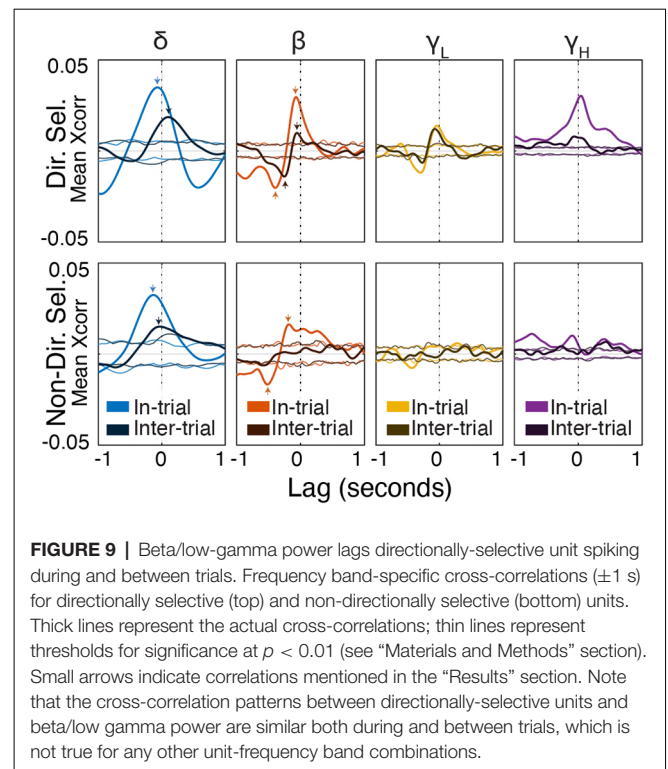 δ β γL γH
0.05
Dir. Sel.
Mean Xcorr
-0.05
0.05
Non-Dir. Sel.
Mean Xcorr
-0.05
In-trial In-trial In-trial In-trial
Inter-trial Inter-trial Inter-trial Inter-trial
-1 0 1 -1 0 1 -1 0 1 -1 0 1
Lag (seconds)
FIGURE 9 | Beta/low-gamma power lags directionally-selective unit spiking
during and between trials. Frequency band-specific cross-correlations (±1 s)
for directionally selective (top) and non-directionally selective (bottom) units.
Thick lines represent the actual cross-correlations; thin lines represent
thresholds for significance at p < 0.01 (see “Materials and Methods” section).
Small arrows indicate correlations mentioned in the “Results” section. Note
that the cross-correlation patterns between directionally-selective units and
beta/low gamma power are similar both during and between trials, which is
not true for any other unit-frequency band combinations.